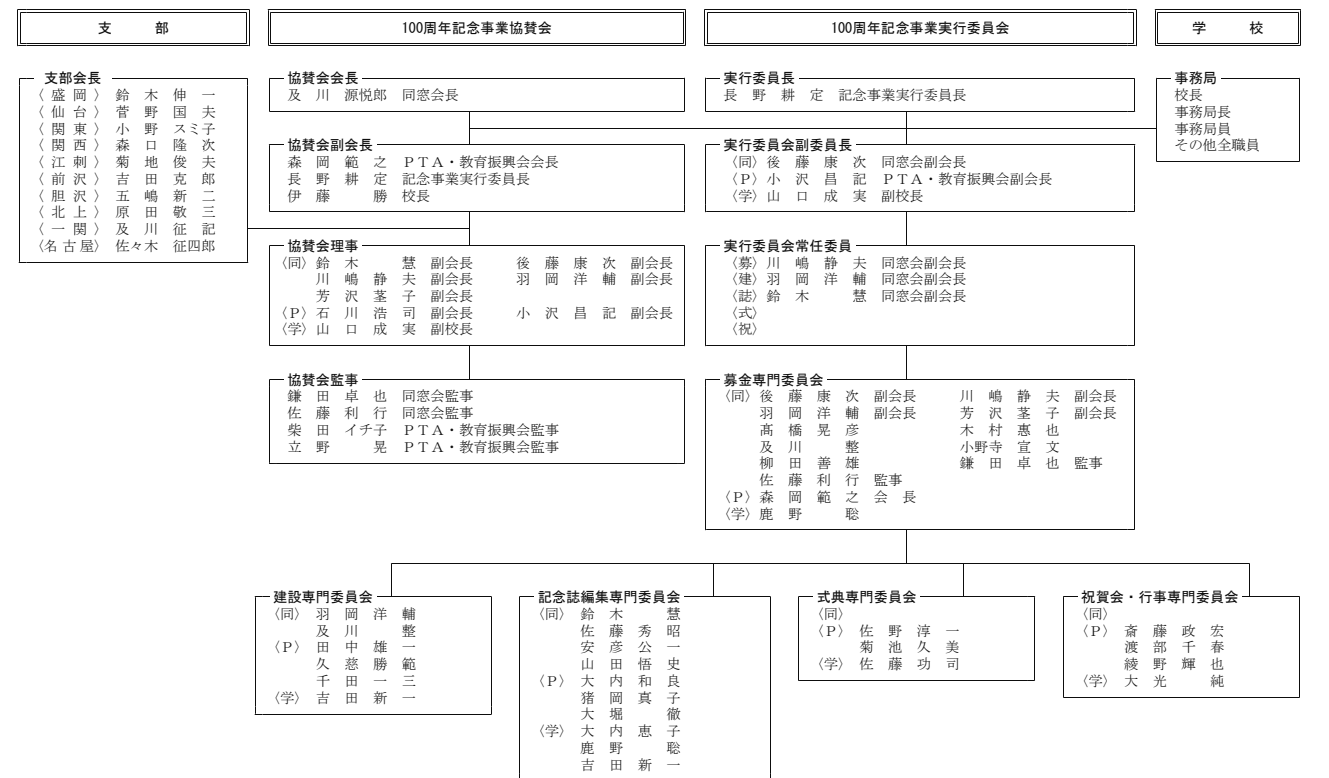 支部
100周年記念事業協賛会
100周年記念事業実行委員会
学校
支部会長
〈盛岡〉 鈴木伸一
〈仙台〉 菅野国夫
〈関東〉 小野スミ子
〈関西〉 森口隆次
〈江刺〉 菊地俊夫
〈前沢〉 吉田克郎
〈胆沢〉 五嶋新二
〈北上〉 原田敬三
〈一関〉 及川征記
〈名古屋〉 佐々木征四郎
協賛会会長
及川源悦郎 同窓会長
協賛会副会長
森岡範之 PTA・教育振興会会長
長野耕定 記念事業実行委員長
伊藤勝 校長
協賛会理事
〈同〉鈴木慧 副会長 後藤康次 副会長
川嶋静夫 副会長 羽岡洋輔 副会長
芳沢茎子 副会長
〈P〉石川浩司 副会長 小沢昌記 副会長
〈学〉山口成実 副校長
協賛会監事
鎌田卓也 同窓会監事
佐藤利行 同窓会監事
柴田イチ子 PTA・教育振興会監事
立野晃 PTA・教育振興会監事
実行委員長
長野耕定 記念事業実行委員長
実行委員会副委員長
〈同〉後藤康次 同窓会副会長
〈P〉小沢昌記 PTA・教育振興会副会長
〈学〉山口成実 副校長
実行委員会常任委員
〈募〉川嶋静夫 同窓会副会長
〈建〉羽岡洋輔 同窓会副会長
〈誌〉鈴木慧 同窓会副会長
〈式〉
〈祝〉
募金専門委員会
〈同〉後藤康次 副会長 川嶋静夫 副会長
羽岡洋輔 副会長 芳沢茎子 副会長
髙橋晃彦 木村惠也
及川整 小野寺宣文
柳田善雄 鎌田卓也 監事
佐藤利行 監事
〈P〉森岡範之 会長
〈学〉鹿野聡
事務局
校長
事務局長
事務局員
その他全職員
建設専門委員会
〈同〉 羽岡洋輔
及川整
〈P〉 田中雄一
久慈勝範
千田一三
〈学〉 吉田新一
記念誌編集専門委員会
〈同〉 鈴木慧
佐藤秀昭
安彦公一
山田悟史
〈P〉 大内和良
猪岡真子
大堀徹
〈学〉 大内恵子
鹿野聡
吉田新一
式典専門委員会
〈同〉
〈P〉 佐野淳一
菊池久美
〈学〉 佐藤功司
祝賀会・行事専門委員会
〈同〉
〈P〉 斎藤政宏
渡部千春
綾野輝也
〈学〉 大光純